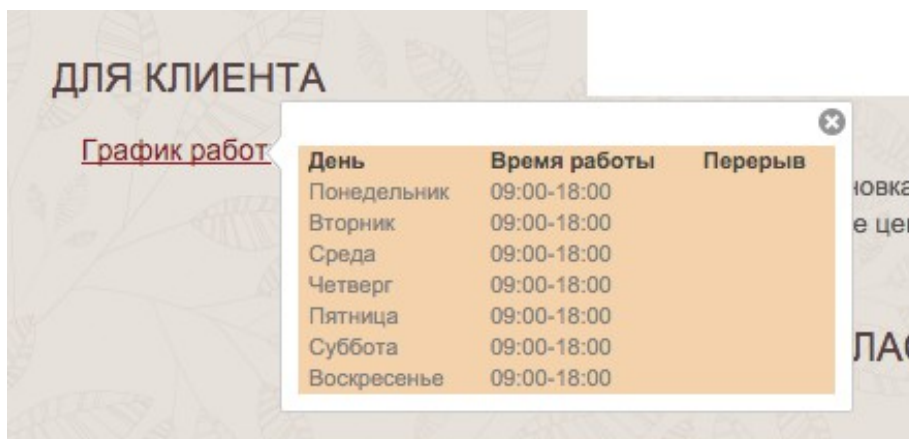 ДЛЯ КЛИЕНТА
График работ
День Время работы Перерыв
Понедельник 09:00-18:00
Вторник 09:00-18:00
Среда 09:00-18:00
Четверг 09:00-18:00
Пятница 09:00-18:00
Суббота 09:00-18:00
Воскресенье 09:00-18:00